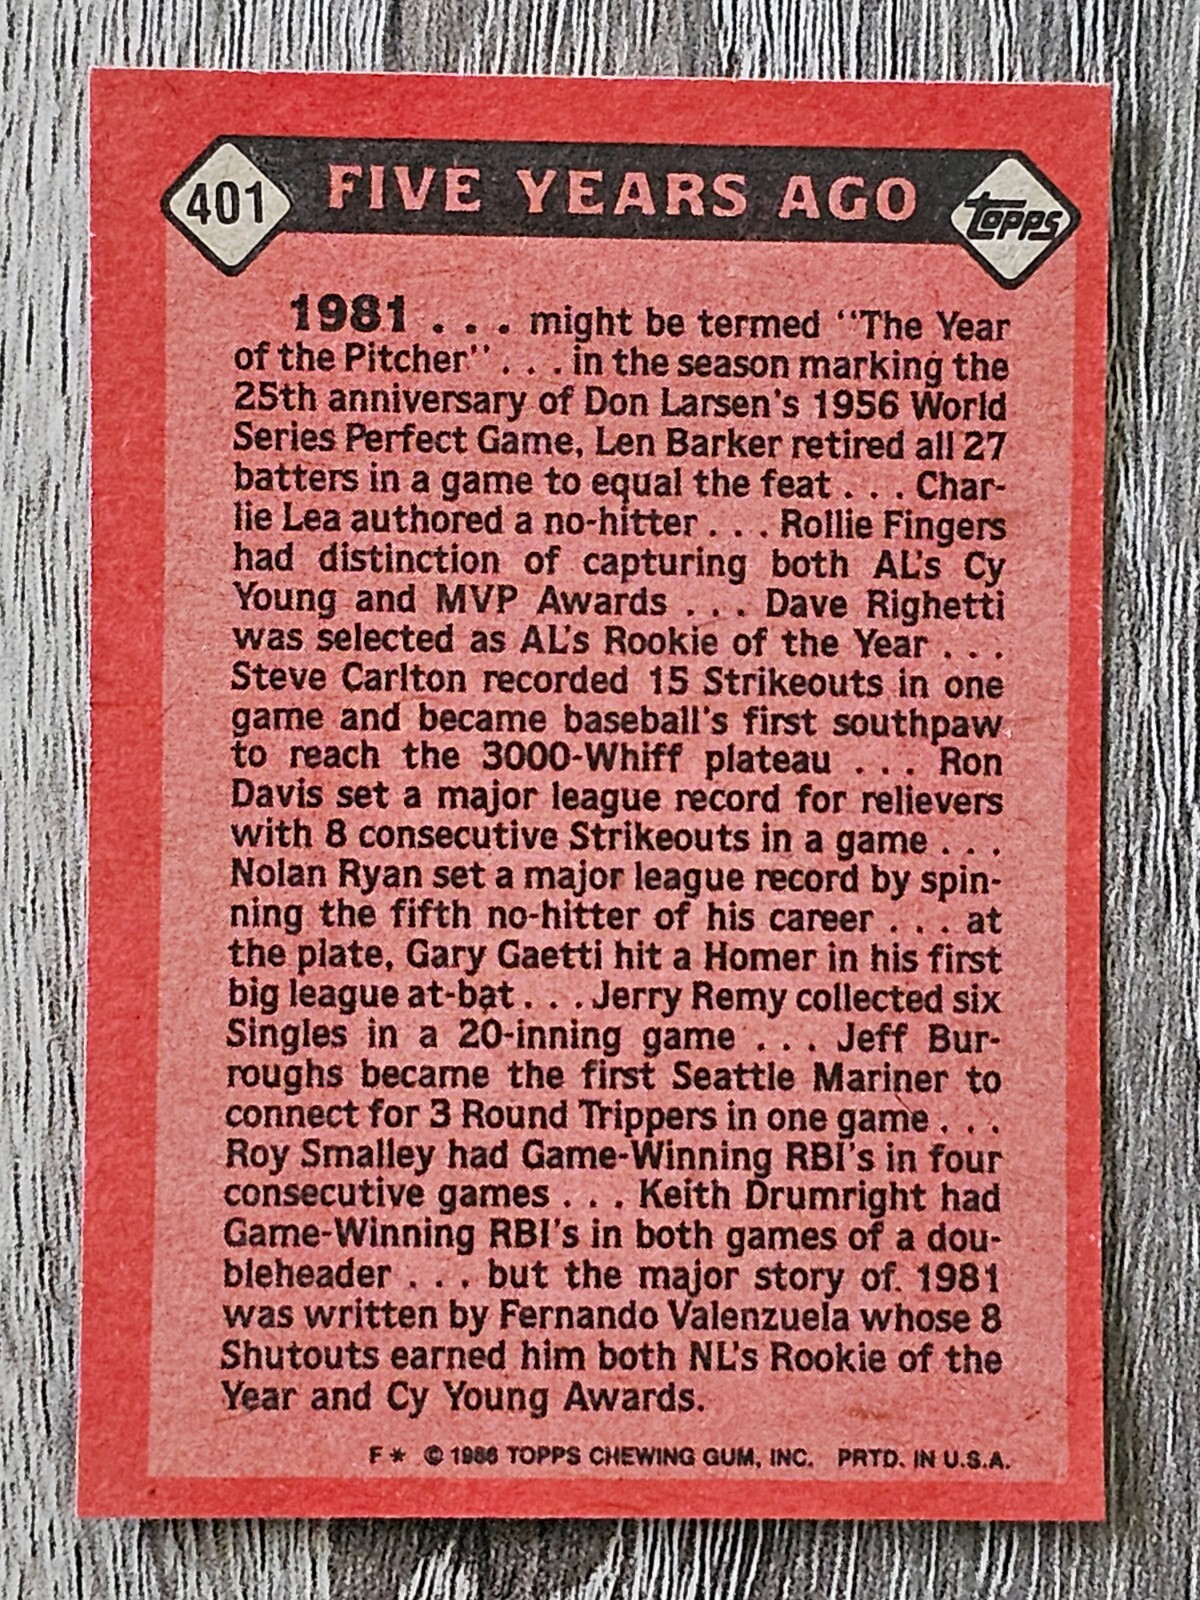 401 FIVE YEARS AGO topps
1981 . . . might be termed "The Year
of the Pitcher" . . . in the season marking the
25th anniversary of Don Larsen's 1956 World
Series Perfect Game, Len Barker retired all 27
batters in a game to equal the feat . . . Char-
lie Lea authored a no-hitter . . . Rollie Fingers
had distinction of capturing both AL's Cy
Young and MVP Awards . . . Dave Righetti
was selected as AL's Rookie of the Year . . .
Steve Carlton recorded 15 Strikeouts in one
game and became baseball's first southpaw
to reach the 3000-Whiff plateau . . . Ron
Davis set a major league record for relievers
with 8 consecutive Strikeouts in a game . . .
Nolan Ryan set a major league record by spin-
ning the fifth no-hitter of his career . . . at
the plate, Gary Gaetti hit a Homer in his first
big league at-bat . . . Jerry Remy collected six
Singles in a 20-inning game . . . Jeff Bur-
roughs became the first Seattle Mariner to
connect for 3 Round Trippers in one game . . .
Roy Smalley had Game-Winning RBI's in four
consecutive games . . . Keith Drumright had
Game-Winning RBI's in both games of a dou-
bleheader . . . but the major story of 1981
was written by Fernando Valenzuela whose 8
Shutouts earned him both NL's Rookie of the
Year and Cy Young Awards.
F* © 1986 TOPPS CHEWING GUM, INC. PRTD. IN U.S.A.